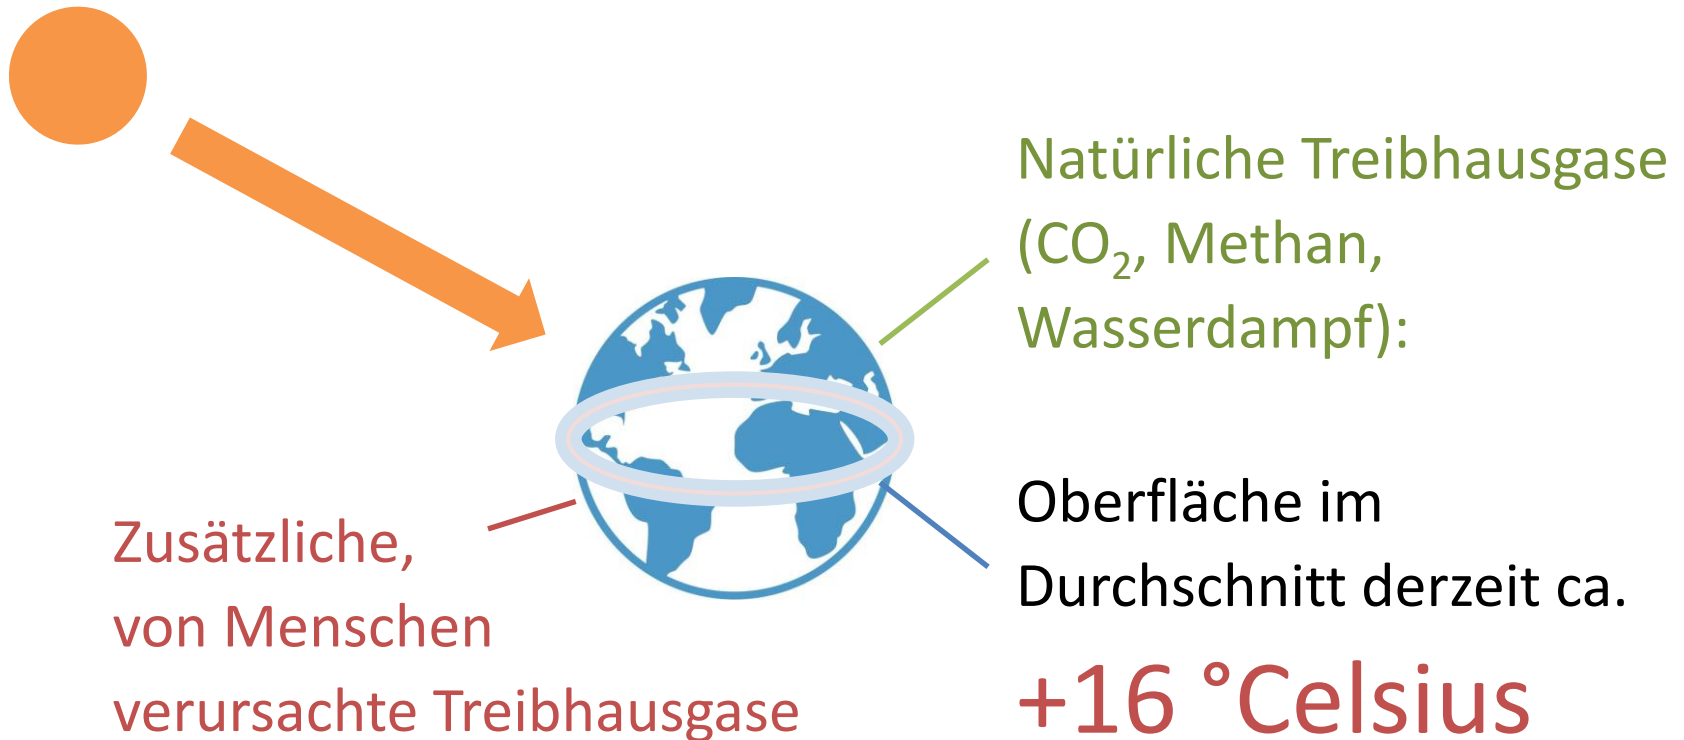 Natürliche Treibhausgase
(CO₂, Methan,
Wasserdampf):
Oberfläche im
Durchschnitt derzeit ca.
+16 °Celsius
Zusätzliche,
von Menschen
verursachte Treibhausgase